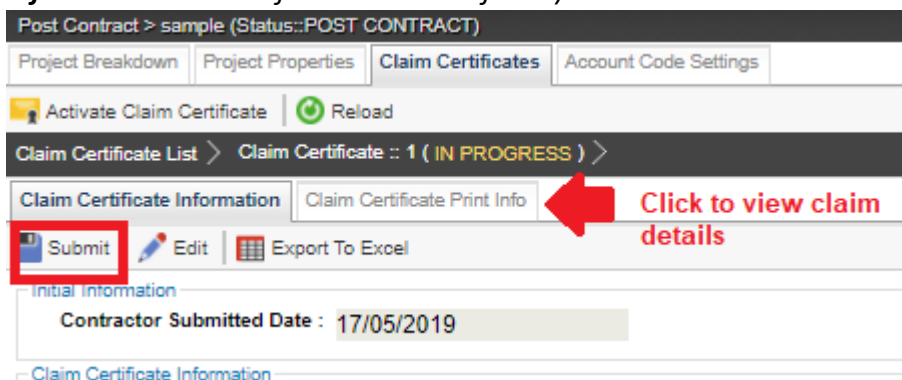 Post Contract > sample (Status::POST CONTRACT)
Project Breakdown Project Properties Claim Certificates Account Code Settings
Activate Claim Certificate Reload
Claim Certificate List > Claim Certificate :: 1 ( IN PROGRESS ) >
Claim Certificate Information Claim Certificate Print Info
Click to view claim
details
Submit Edit Export To Excel
Initial Information
Contractor Submitted Date : 17/05/2019
Claim Certificate Information